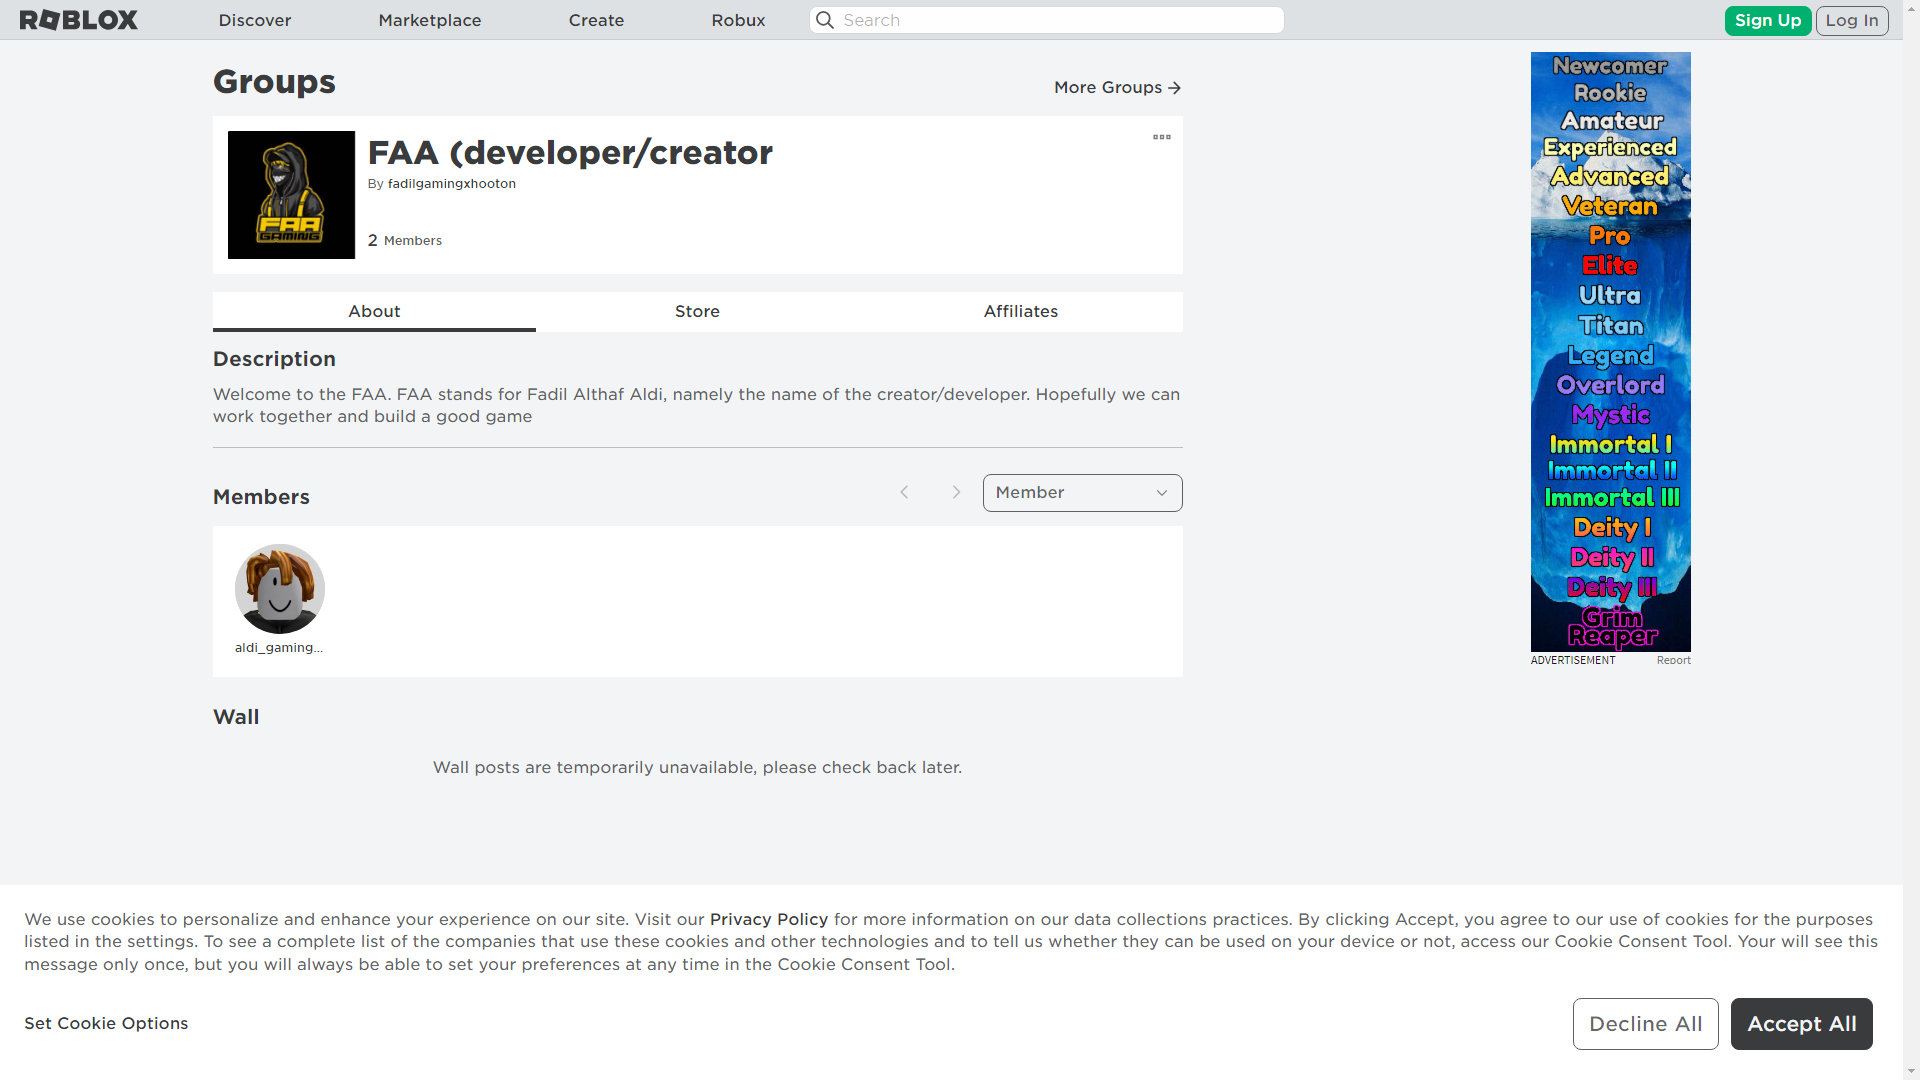 ROBLOX
Discover
Marketplace
Create
Robux
Search
Sign Up
Log In
Groups
More Groups
FAA GAMING
FAA (developer/creator
By fadilgamingxhooton
2 Members
About
Store
Affiliates
Description
Welcome to the FAA. FAA stands for Fadil Althaf Aldi, namely the name of the creator/developer. Hopefully we can
work together and build a good game
Members
Member
aldi_gaming...
Wall
Wall posts are temporarily unavailable, please check back later.
Newcomer
Rookie
Amateur
Experienced
Advanced
Veteran
Pro
Elite
Ultra
Titan
Legend
Overlord
Mystic
Immortal I
Immortal II
Immortal III
Deity I
Deity II
Deity III
Grim
Reaper
ADVERTISEMENT
Report
We use cookies to personalize and enhance your experience on our site. Visit our Privacy Policy for more information on our data collections practices. By clicking Accept, you agree to our use of cookies for the purposes
listed in the settings. To see a complete list of the companies that use these cookies and other technologies and to tell us whether they can be used on your device or not, access our Cookie Consent Tool. Your will see this
message only once, but you will always be able to set your preferences at any time in the Cookie Consent Tool.
Set Cookie Options
Decline All
Accept All